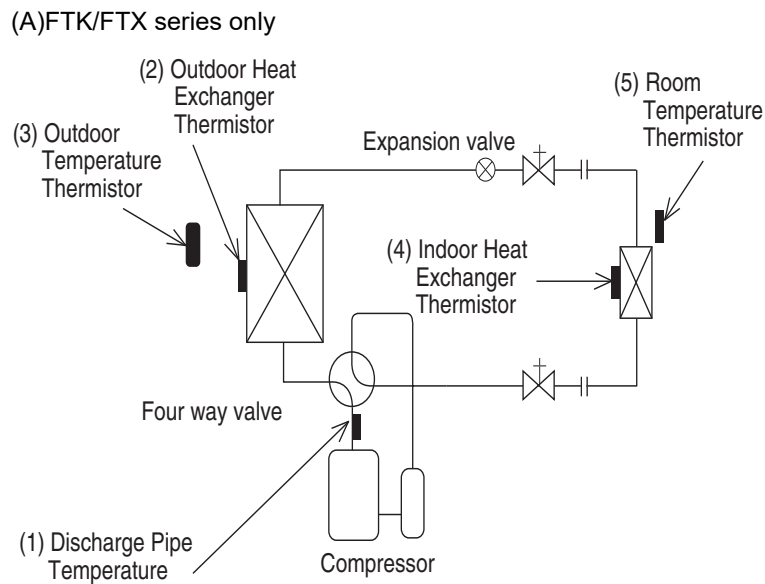 (A)FTK/FTX series only
(2) Outdoor Heat
Exchanger
Thermistor
(5) Room
Temperature
Thermistor
(3) Outdoor
Temperature
Thermistor
Expansion valve
(4) Indoor Heat
Exchanger
Thermistor
Four way valve
(1) Discharge Pipe
Temperature
Compressor